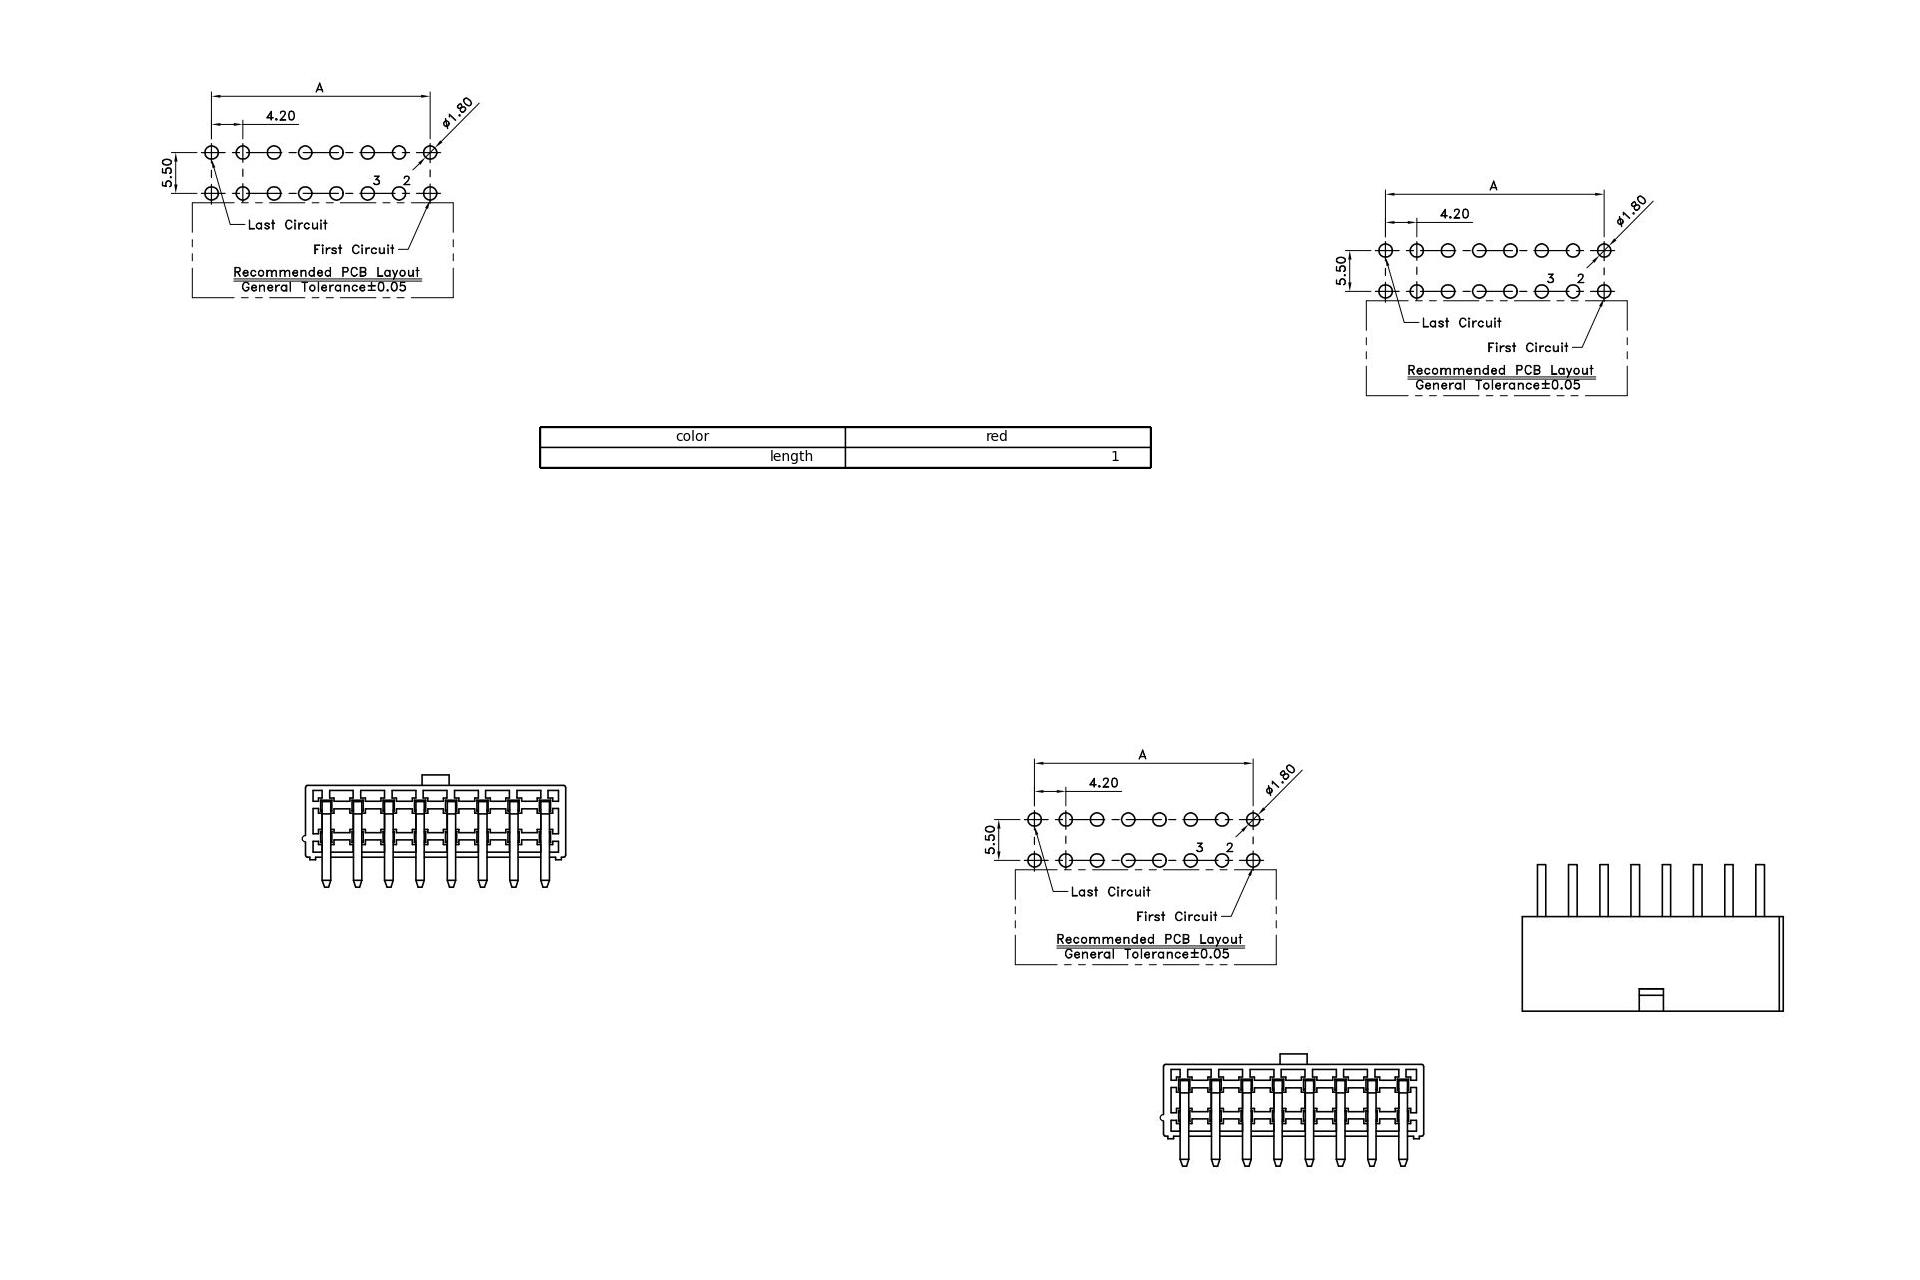 A
4.20
ø1.80
5.50
3 2
Last Circuit
First Circuit
Recommended PCB Layout
General Tolerance±0.05
A
4.20
ø1.80
5.50
3 2
Last Circuit
First Circuit
Recommended PCB Layout
General Tolerance±0.05
color red
length 1
A
4.20
ø1.80
5.50
3 2
Last Circuit
First Circuit
Recommended PCB Layout
General Tolerance±0.05